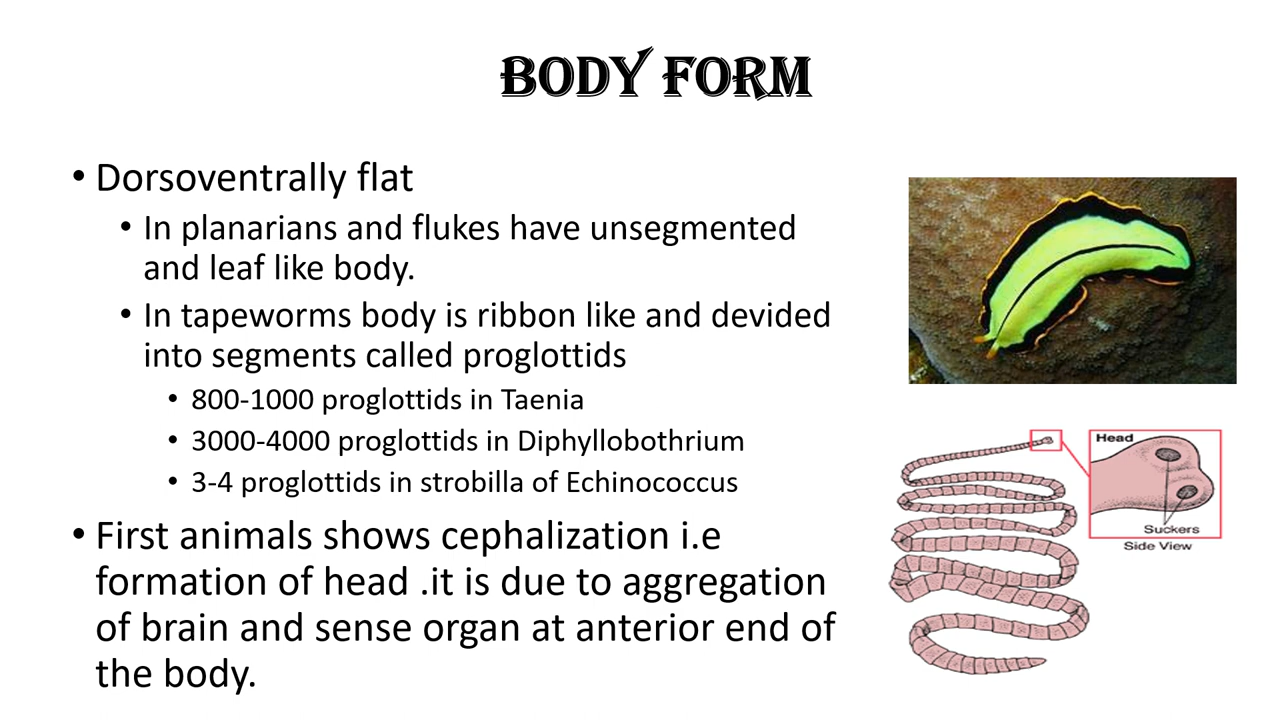 BODY FORM
• Dorsoventrally flat
• In planarians and flukes have unsegmented
and leaf like body.
• In tapeworms body is ribbon like and devided
into segments called proglottids
• 800-1000 proglottids in Taenia
• 3000-4000 proglottids in Diphyllobothrium
• 3-4 proglottids in strobilla of Echinococcus
• First animals shows cephalization i.e
formation of head .it is due to aggregation
of brain and sense organ at anterior end of
the body.
Head
Suckers
Side View